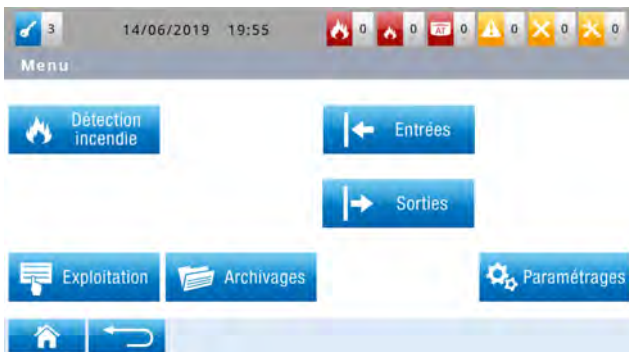 3 14/06/2019 19:55 0 0 AT 0 0 0 0
Menu
Détection
incendie
Entrées
Sorties
Exploitation Archivages Paramétrages